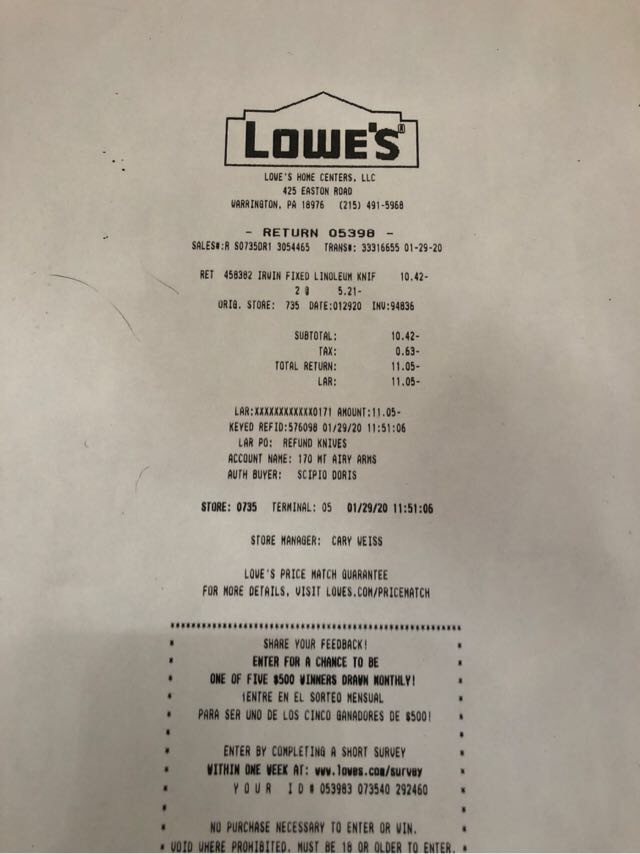 LOWE'S®
LOWE'S HOME CENTERS, LLC
425 EASTON ROAD
WARRINGTON, PA 18976 (215) 491-5968
- RETURN 05398 -
SALES#:R S0735DR1 3054465 TRANS#: 33316655 01-29-20
RET 458382 IRWIN FIXED LINOLEUM KNIF 10.42-
2 @ 5.21-
ORIG. STORE: 735 DATE:012920 INV:94836
SUBTOTAL: 10.42-
TAX: 0.63-
TOTAL RETURN: 11.05-
LAR: 11.05-
LAR:XXXXXXXXXXXX0171 AMOUNT:11.05-
KEYED REFID:576098 01/29/20 11:51:06
LAR PO: REFUND KNIVES
ACCOUNT NAME: 170 MT AIRY ARMS
AUTH BUYER: SCIPIO DORIS
STORE: 0735 TERMINAL: 05 01/29/20 11:51:06
STORE MANAGER: CARY WEISS
LOWE'S PRICE MATCH GUARANTEE
FOR MORE DETAILS, VISIT LOWES.COM/PRICEMATCH
SHARE YOUR FEEDBACK!
ENTER FOR A CHANCE TO BE
ONE OF FIVE $500 WINNERS DRAWN MONTHLY!
¡ENTRE EN EL SORTEO MENSUAL
PARA SER UNO DE LOS CINCO GANADORES DE $500!
ENTER BY COMPLETING A SHORT SURVEY
WITHIN ONE WEEK AT: www.lowes.com/survey
YOUR ID# 053983 073540 292460
NO PURCHASE NECESSARY TO ENTER OR WIN.
VOID WHERE PROHIBITED. MUST BE 18 OR OLDER TO ENTER.